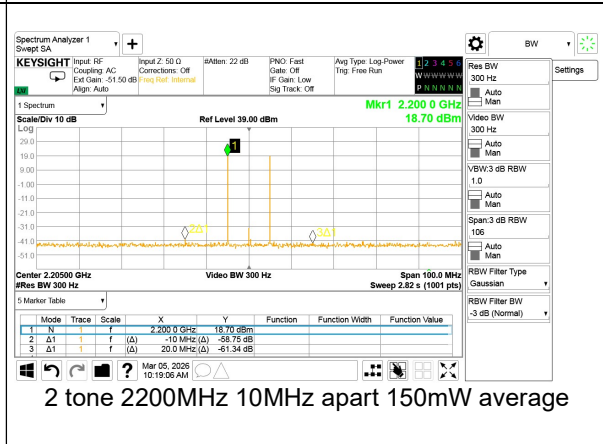 Spectrum Analyzer 1
Swept SA
BW
KEYSIGHT
Input: RF
Coupling: AC
Ext Gain: -51.50 dB
Align: Auto
Input Z: 50 Ω
Corrections: Off
Freq Ref: Internal
#Atten: 22 dB
PNO: Fast
Gate: Off
IF Gain: Low
Sig Track: Off
Avg Type: Log-Power
Trig: Free Run
1 2 3 4 5 6
W W W W W W
P N N N N N
LXI
1 Spectrum
Mkr1 2.200 0 GHz
Scale/Div 10 dB
Ref Level 39.00 dBm
18.70 dBm
Log
29.0
19.0
9.00
-1.00
-11.0
-21.0
-31.0
-41.0
-51.0
1
2Δ1
3Δ1
Center 2.20500 GHz
Video BW 300 Hz
Span 100.0 MHz
#Res BW 300 Hz
Sweep 2.82 s (1001 pts)
5 Marker Table
Mode Trace Scale X Y Function Function Width Function Value
1 N 1 f 2.200 0 GHz 18.70 dBm
2 Δ1 1 f (Δ) -10 MHz (Δ) -58.75 dB
3 Δ1 1 f (Δ) 20.0 MHz (Δ) -61.34 dB
?
Mar 05, 2026
10:19:06 AM
Res BW
300 Hz
Auto
Man
Video BW
300 Hz
Auto
Man
VBW:3 dB RBW
1.0
Auto
Man
Span:3 dB RBW
106
Auto
Man
RBW Filter Type
Gaussian
RBW Filter BW
-3 dB (Normal)
Settings
2 tone 2200MHz 10MHz apart 150mW average